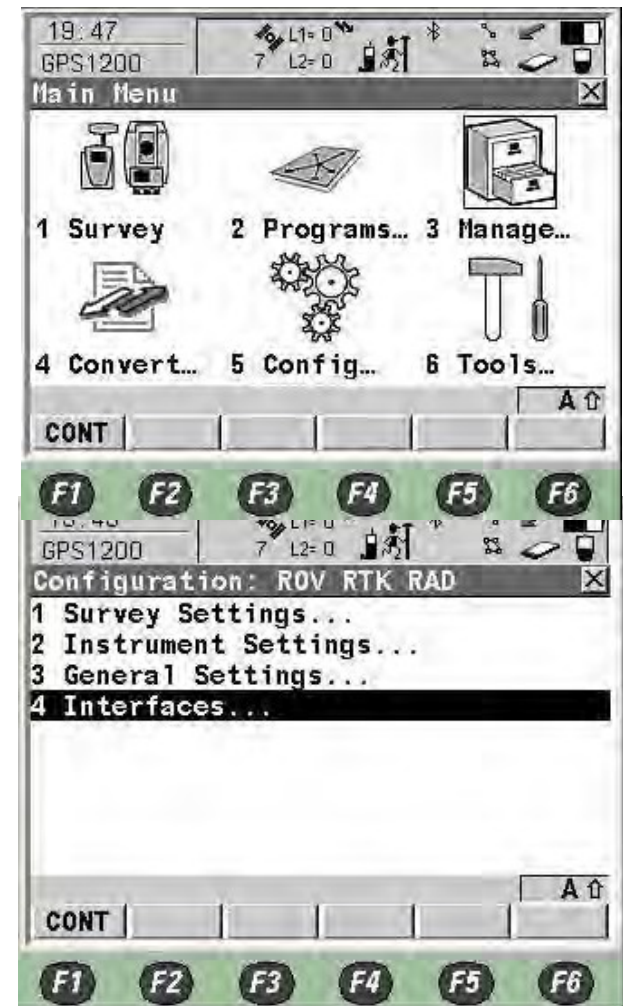 19:47
L1= 0
GPS1200
7 L2= 0
Main Menu
1 Survey 2 Programs… 3 Manage…
4 Convert… 5 Config… 6 Tools…
A
CONT
F1 F2 F3 F4 F5 F6
GPS1200
7 L2= 0
Configuration: ROV RTK RAD
1 Survey Settings...
2 Instrument Settings...
3 General Settings...
4 Interfaces...
A
CONT
F1 F2 F3 F4 F5 F6